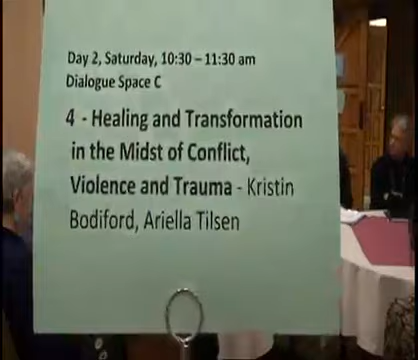 Day 2, Saturday, 10:30 – 11:30 am
Dialogue Space C
4 - Healing and Transformation
in the Midst of Conflict,
Violence and Trauma - Kristin
Bodiford, Ariella Tilsen